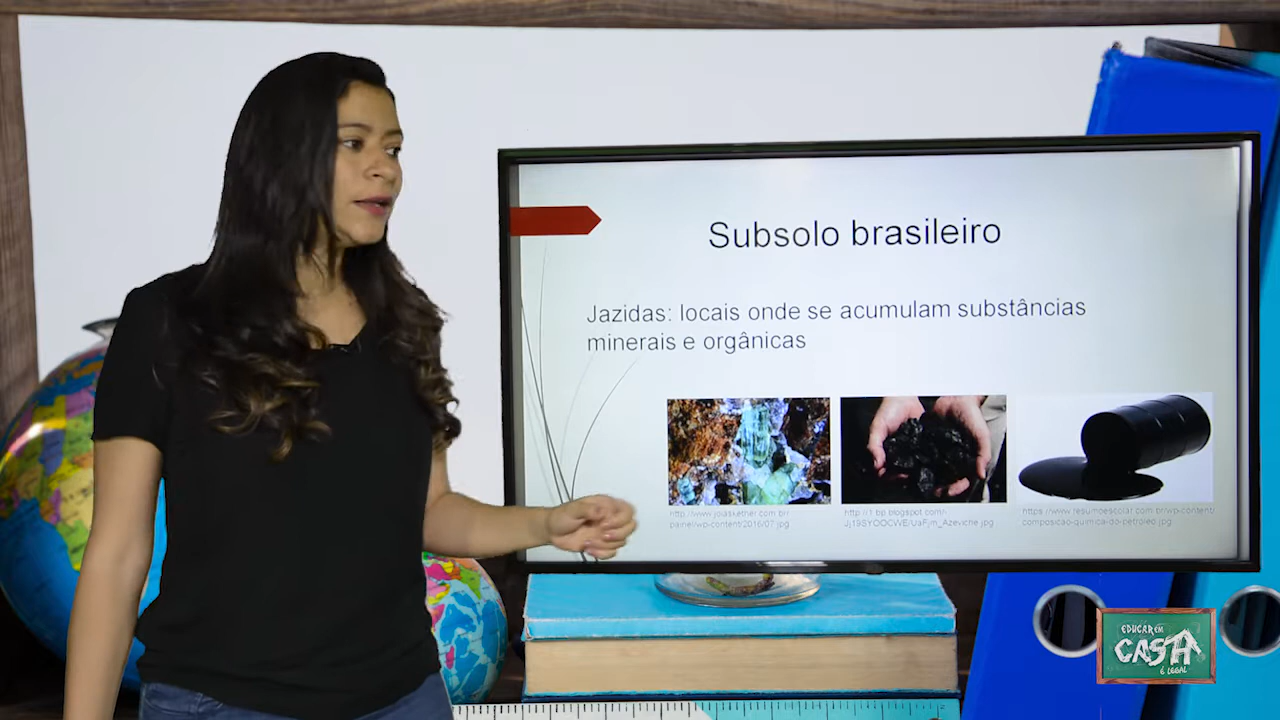 Subsolo brasileiro
Jazidas: locais onde se acumulam substâncias
minerais e orgânicas
EDUCAR EM
CASA
É LEGAL